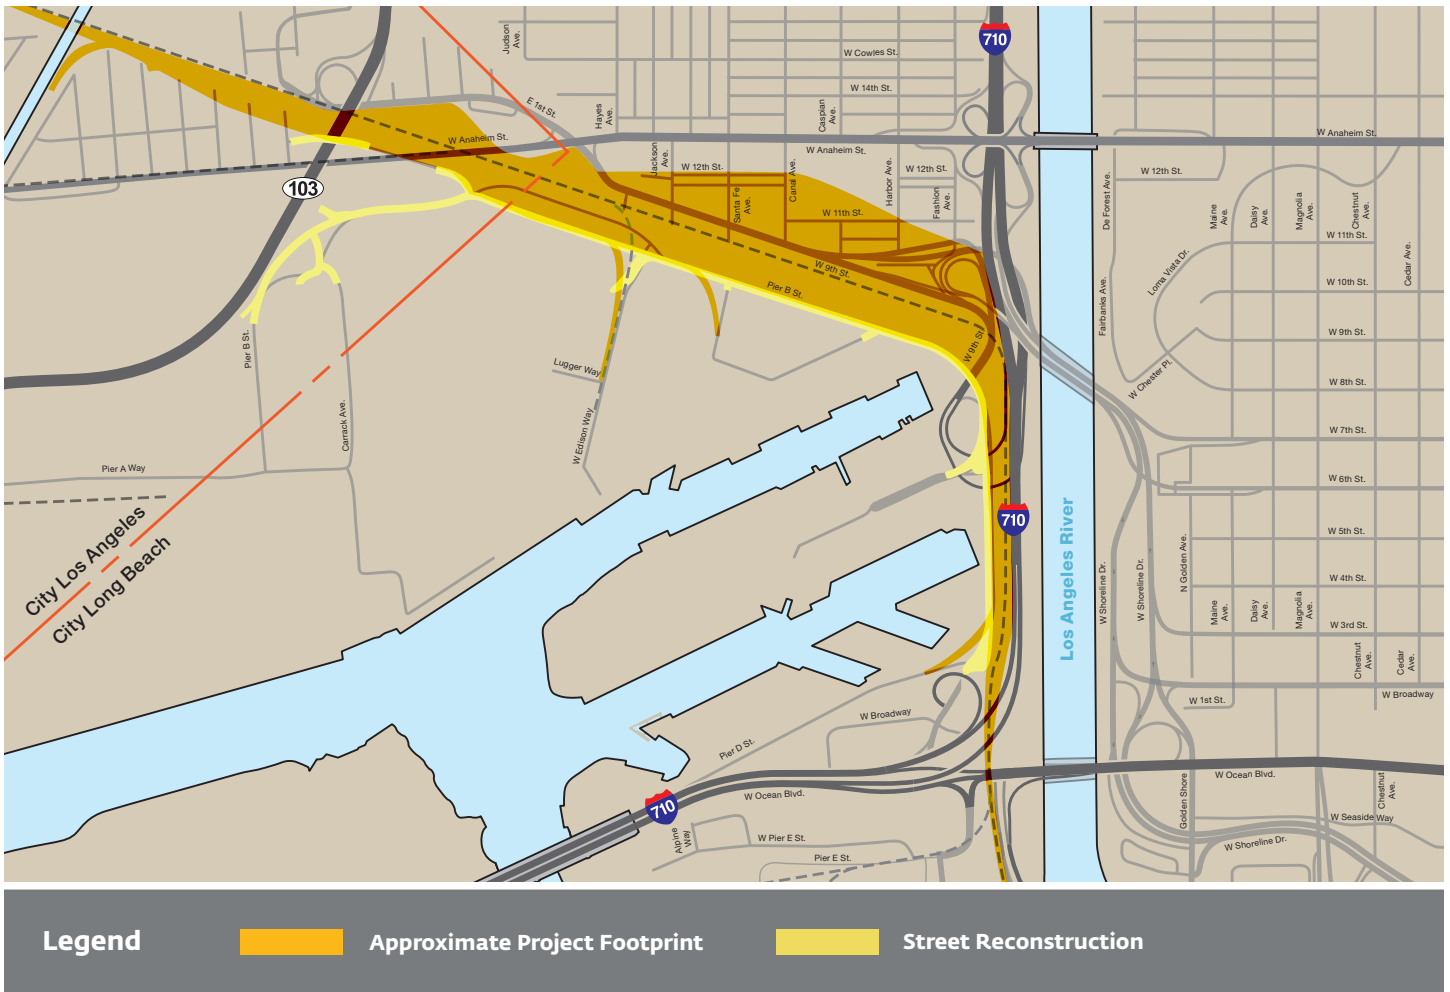 Judson
Ave.
710
W Cowles St.
W 14th St.
E 1st St.
Hayes
Ave.
Caspian
Ave.
W Anaheim St.
W Anaheim St.
W Anaheim St.
Jackson
Ave.
W 12th St.
Canal Ave.
Harbor Ave.
W 12th St.
Fashion
Ave.
De Forest Ave.
W 12th St.
103
Santa Fe
Ave.
W 11th St.
Maine
Ave.
Daisy
Ave.
Magnolia
Ave.
Chestnut
Ave.
W 11th St.
Cedar Ave.
Loma Vista Dr.
W 9th St.
Pier B St.
W 10th St.
Fairbanks Ave.
W 9th St.
W 9th St.
Pier B St.
Lugger Way
W Chester Pl.
W 8th St.
Carrack Ave.
W Edison Way
W 7th St.
Pier A Way
W 6th St.
City Los Angeles
City Long Beach
710
Los Angeles River
W 5th St.
N Golden Ave.
W Shoreline Dr.
W Shoreline Dr.
W 4th St.
Maine
Ave.
Daisy
Ave.
Magnolia
Ave.
W 3rd St.
Chestnut
Ave.
Cedar
Ave.
W Broadway
W 1st St.
W Broadway
Pier D St.
W Ocean Blvd.
W Ocean Blvd.
710
Golden Shore
Chestnut
Ave.
W Seaside Way
Alpine
Way
W Pier E St.
W Shoreline Dr.
Pier E St.
Legend
Approximate Project Footprint
Street Reconstruction